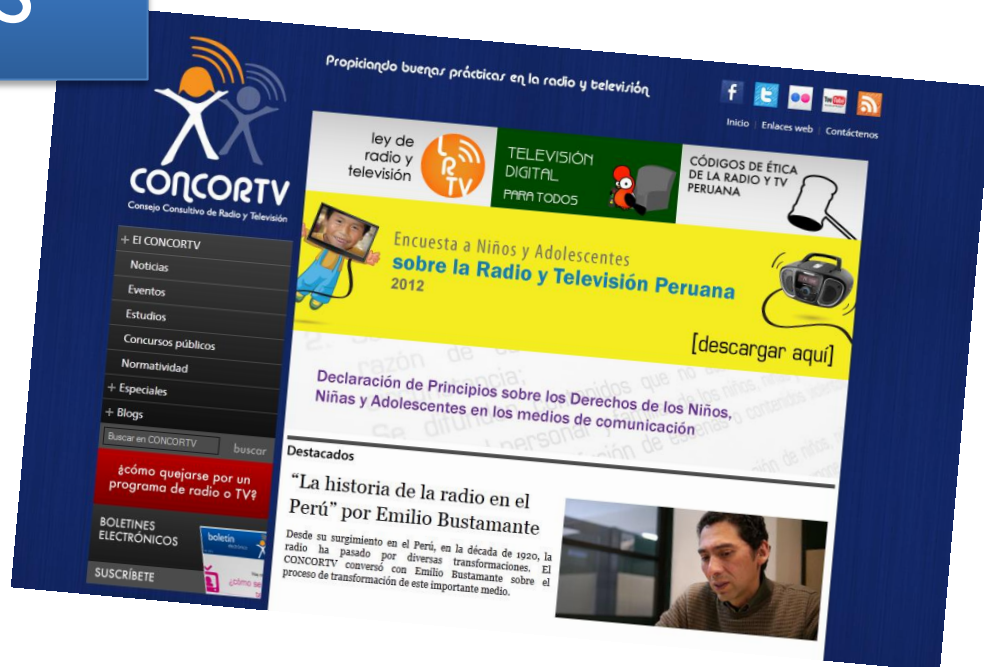 S
Propiciando buenas prácticas en la radio y televisión
Inicio | Enlaces web | Contáctenos
CONCORTV
Consejo Consultivo de Radio y Televisión
ley de
radio y
televisión
LR
TV
TELEVISIÓN
DIGITAL
PARA TODOS
CÓDIGOS DE ÉTICA
DE LA RADIO Y TV
PERUANA
Encuesta a Niños y Adolescentes
sobre la Radio y Televisión Peruana
2012
[descargar aquí]
Declaración de Principios sobre los Derechos de los Niños,
Niñas y Adolescentes en los medios de comunicación
+ El CONCORTV
Noticias
Eventos
Estudios
Concursos públicos
Normatividad
+ Especiales
+ Blogs
Buscar en CONCORTV
buscar
¿cómo quejarse por un
programa de radio o TV?
BOLETINES
ELECTRÓNICOS
boletín
SUSCRÍBETE
Destacados
“La historia de la radio en el
Perú” por Emilio Bustamante
Desde su surgimiento en el Perú, en la década de 1920, la
radio ha pasado por diversas transformaciones. El
CONCORTV conversó con Emilio Bustamante sobre el
proceso de transformación de este importante medio.